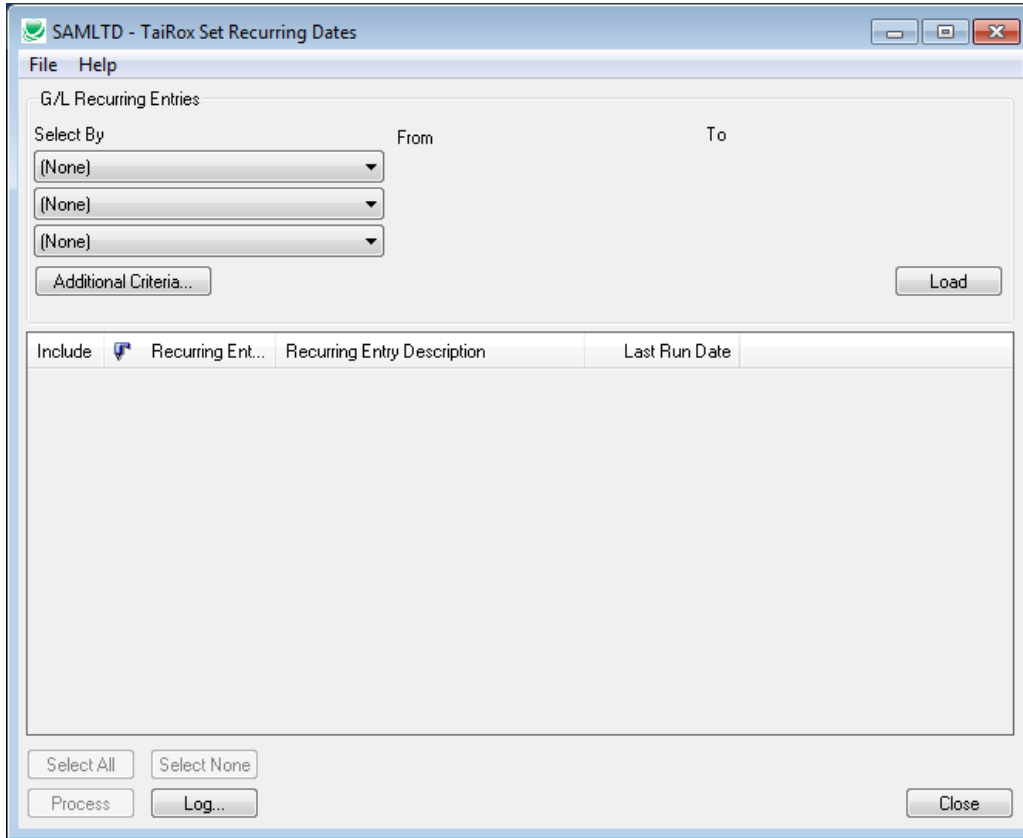 SAMLTD - TaiRox Set Recurring Dates
File Help
G/L Recurring Entries
Select By From To
(None)
(None)
(None)
Additional Criteria... Load
Include Recurring Ent... Recurring Entry Description Last Run Date
Select All Select None
Process Log... Close